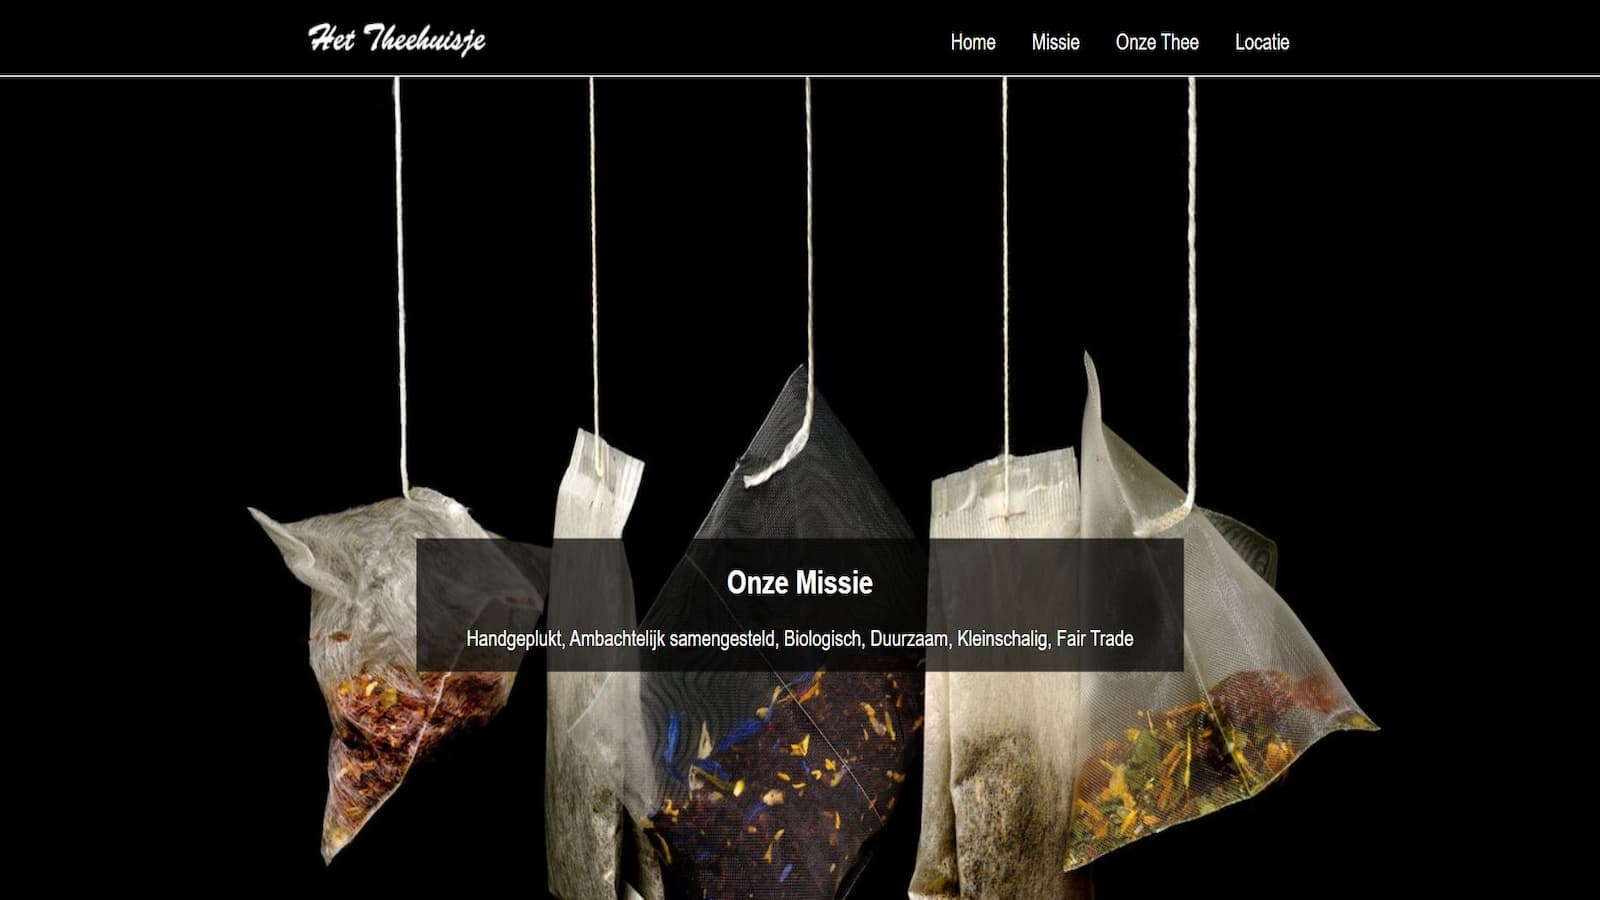 Het Theehuisje
Home Missie Onze Thee Locatie
Onze Missie
Handgeplukt, Ambachtelijk samengesteld, Biologisch, Duurzaam, Kleinschalig, Fair Trade